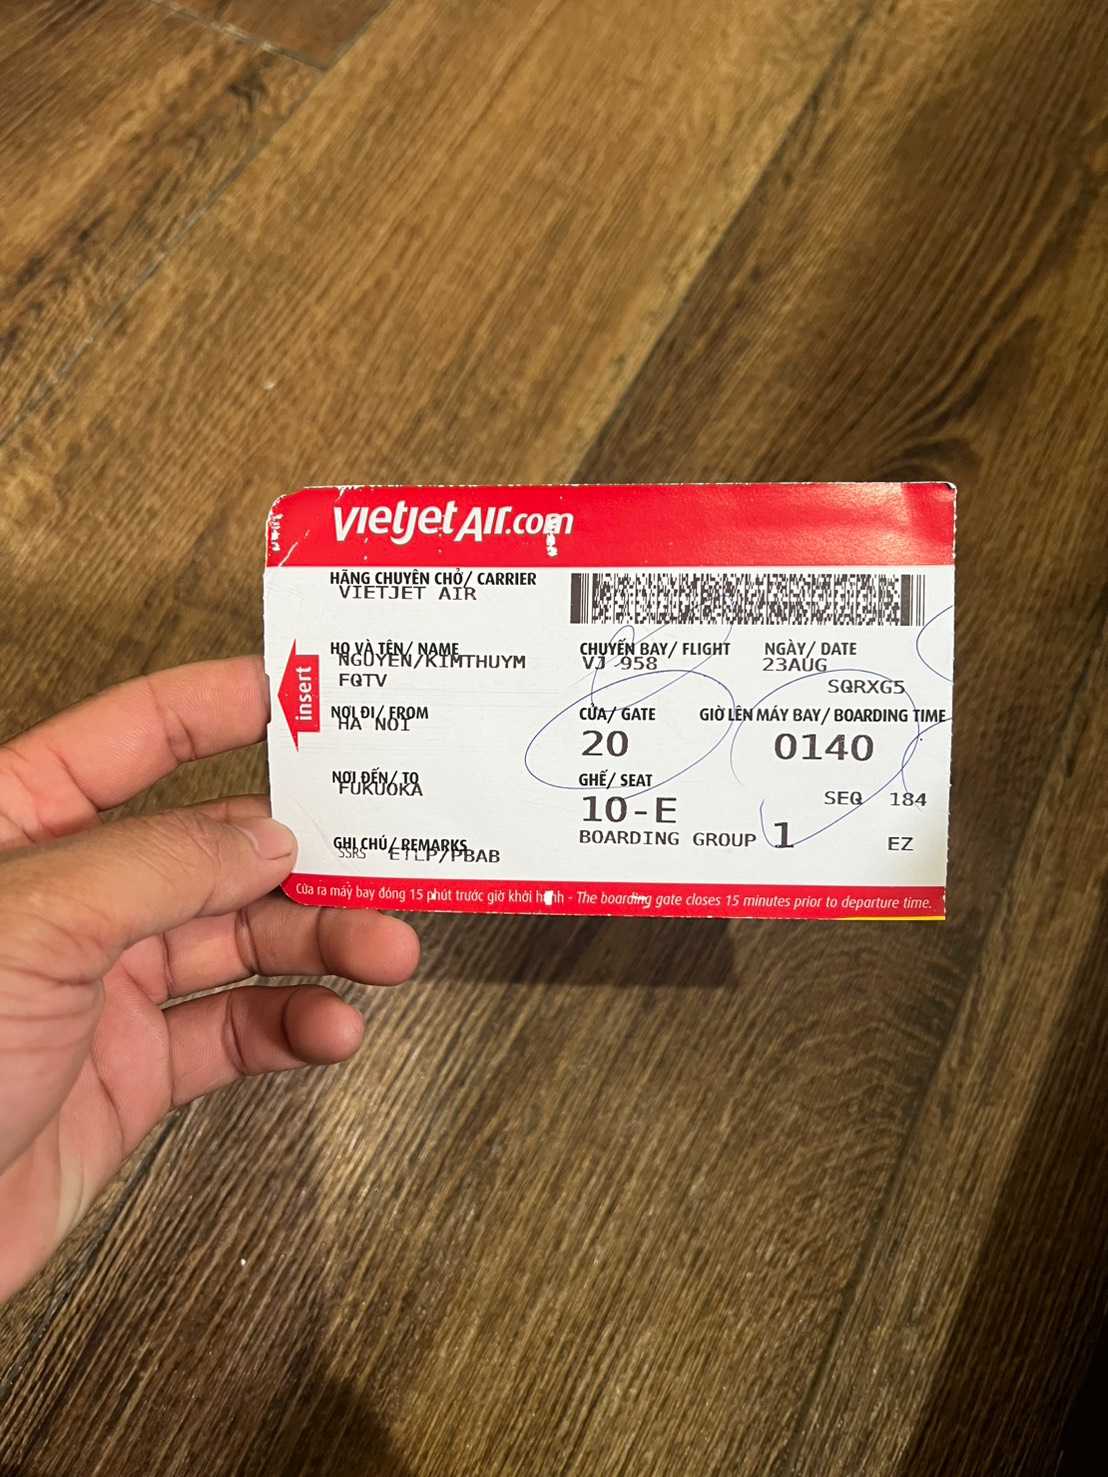 vietjetAir.com
HÃNG CHUYÊN CHỞ/ CARRIER
VIETJET AIR
HỌ VÀ TÊN/ NAME
NGUYEN/KIMTHUYM
FQTV
NƠI ĐI/ FROM
HA NOI
NƠI ĐẾN/ TO
FUKUOKA
GHI CHÚ/ REMARKS
SSRS ETLP/PBAB
CHUYẾN BAY/ FLIGHT NGÀY/ DATE
VJ 958 23AUG
SQRXG5
CỬA/ GATE GIỜ LÊN MÁY BAY/ BOARDING TIME
20 0140
GHẾ/ SEAT
SEQ 184
10-E
BOARDING GROUP 1 EZ
insert
Cửa ra máy bay đóng 15 phút trước giờ khởi hành - The boarding gate closes 15 minutes prior to departure time.